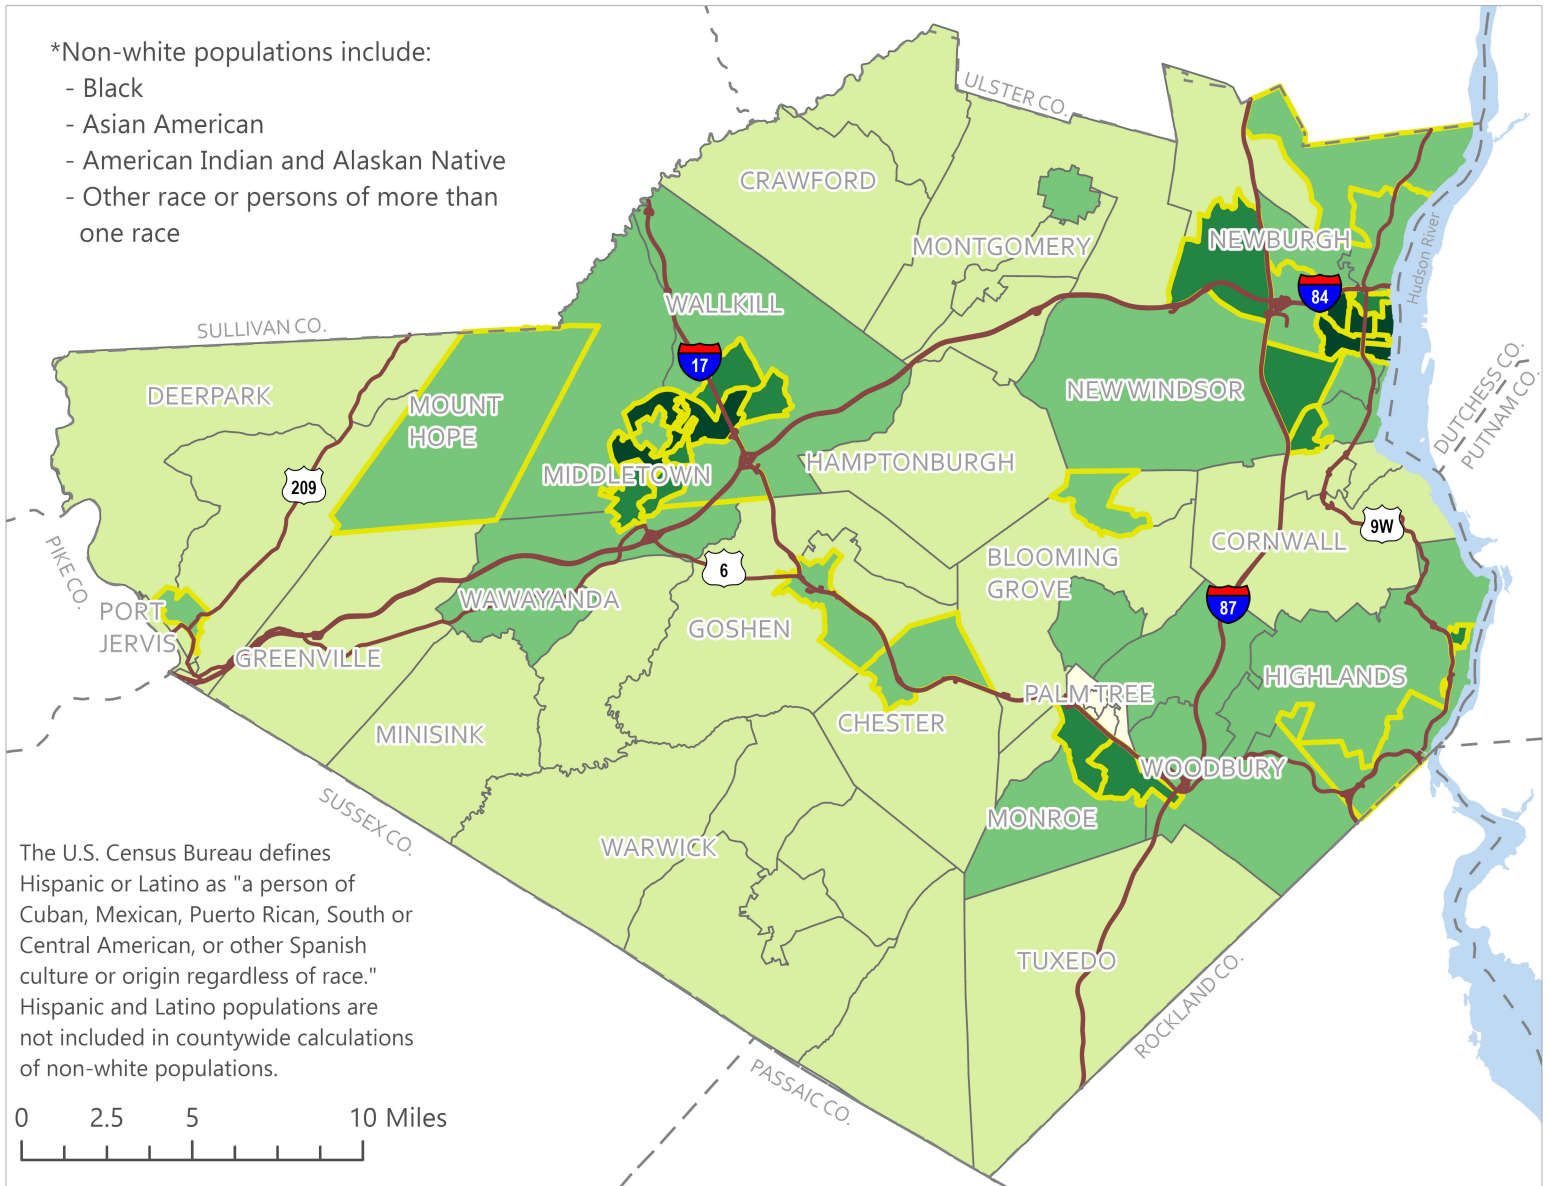 *Non-white populations include:
- Black
- Asian American
- American Indian and Alaskan Native
- Other race or persons of more than
one race
ULSTER CO.
CRAWFORD
MONTGOMERY
NEWBURGH
Hudson River
84
WALLKILL
SULLIVAN CO.
17
DEERPARK
MOUNT
HOPE
NEW WINDSOR
DUTCHESS CO.
PUTNAM CO.
MIDDLETOWN
HAMPTONBURGH
209
9W
CORNWALL
PIKE CO.
6
BLOOMING
GROVE
PORT
JERVIS
WAWAYANDA
87
GOSHEN
GREENVILLE
HIGHLANDS
PALM TREE
CHESTER
MINISINK
WOODBURY
SUSSEX CO.
MONROE
WARWICK
The U.S. Census Bureau defines
Hispanic or Latino as "a person of
Cuban, Mexican, Puerto Rican, South or
Central American, or other Spanish
culture or origin regardless of race."
Hispanic and Latino populations are
not included in countywide calculations
of non-white populations.
TUXEDO
ROCKLAND CO.
PASSAIC CO.
0 2.5 5 10 Miles